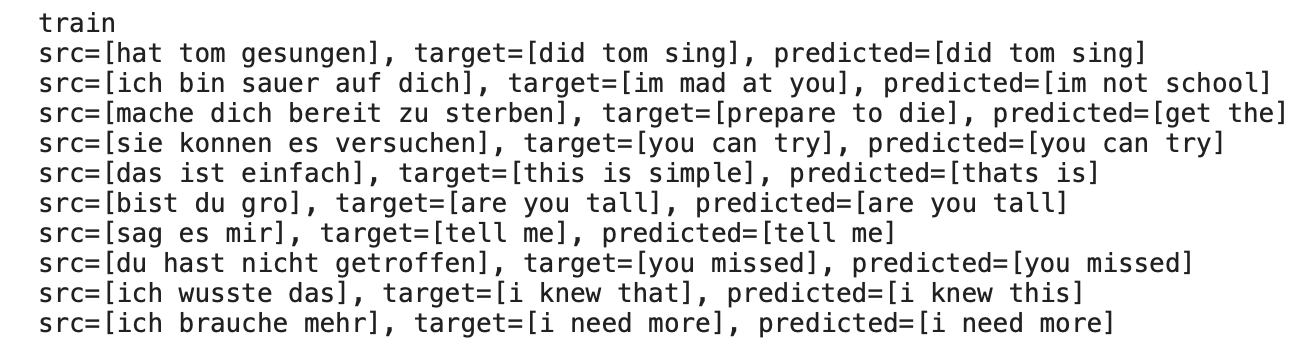 train
src=[hat tom gesungen], target=[did tom sing], predicted=[did tom sing]
src=[ich bin sauer auf dich], target=[im mad at you], predicted=[im not school]
src=[mache dich bereit zu sterben], target=[prepare to die], predicted=[get the]
src=[sie konnen es versuchen], target=[you can try], predicted=[you can try]
src=[das ist einfach], target=[this is simple], predicted=[thats is]
src=[bist du gro], target=[are you tall], predicted=[are you tall]
src=[sag es mir], target=[tell me], predicted=[tell me]
src=[du hast nicht getroffen], target=[you missed], predicted=[you missed]
src=[ich wusste das], target=[i knew that], predicted=[i knew this]
src=[ich brauche mehr], target=[i need more], predicted=[i need more]